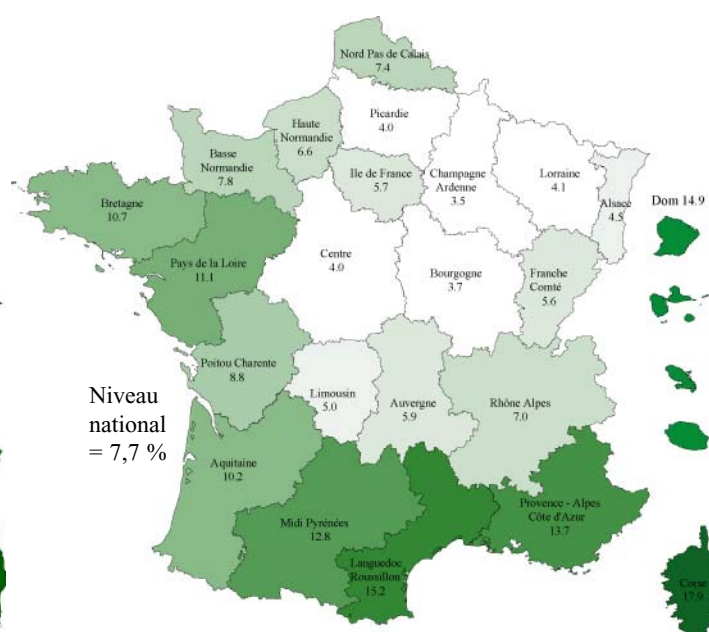 Nord Pas de Calais
7.4
Picardie
4.0
Haute
Normandie
6.6
Basse
Normandie
7.8
Ile de France
5.7
Champagne
Ardenne
3.5
Lorraine
4.1
Alsace
4.5
Dom 14.9
Bretagne
10.7
Pays de la Loire
11.1
Centre
4.0
Bourgogne
3.7
Franche
Comté
5.6
Poitou Charente
8.8
Limousin
5.0
Auvergne
5.9
Rhône Alpes
7.0
Niveau
national
= 7,7 %
Aquitaine
10.2
Midi Pyrénées
12.8
Languedoc
Roussillon
15.2
Provence - Alpes
Côte d'Azur
13.7
Corse
17.9